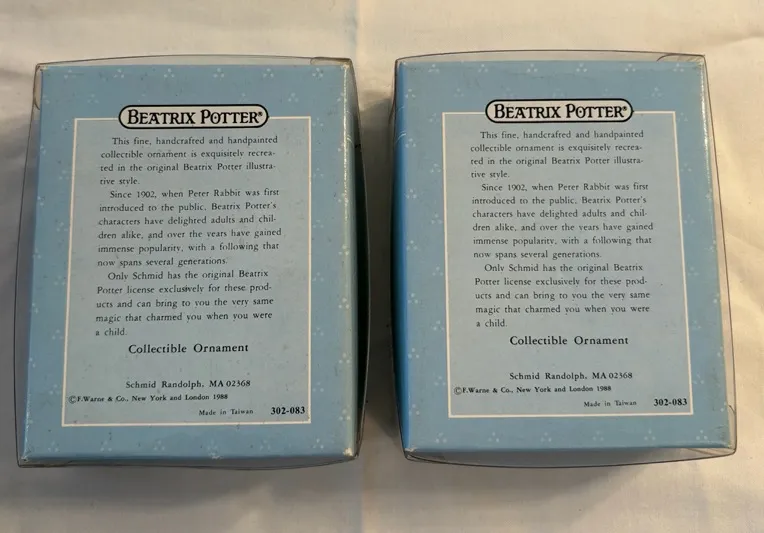 BEATRIX POTTER®
This fine, handcrafted and handpainted
collectible ornament is exquisitely recrea-
ted in the original Beatrix Potter illustra-
tive style.
Since 1902, when Peter Rabbit was first
introduced to the public, Beatrix Potter's
characters have delighted adults and chil-
dren alike, and over the years have gained
immense popularity, with a following that
now spans several generations.
Only Schmid has the original Beatrix
Potter license exclusively for these prod-
ucts and can bring to you the very same
magic that charmed you when you were
a child.
Collectible Ornament
Schmid Randolph, MA 02368
©F.Warne & Co., New York and London 1988
Made in Taiwan 302-083
BEATRIX POTTER®
This fine, handcrafted and handpainted
collectible ornament is exquisitely recrea-
ted in the original Beatrix Potter illustra-
tive style.
Since 1902, when Peter Rabbit was first
introduced to the public, Beatrix Potter's
characters have delighted adults and chil-
dren alike, and over the years have gained
immense popularity, with a following that
now spans several generations.
Only Schmid has the original Beatrix
Potter license exclusively for these prod-
ucts and can bring to you the very same
magic that charmed you when you were
a child.
Collectible Ornament
Schmid Randolph, MA 02368
©F.Warne & Co., New York and London 1988
Made in Taiwan 302-083